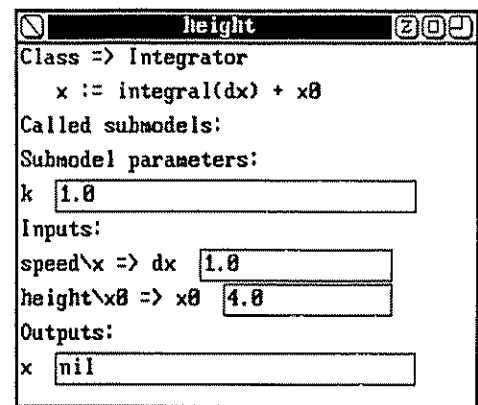 height
Class => Integrator
x := integral(dx) + x0
Called submodels:
Submodel parameters:
k 1.0
Inputs:
speed\x => dx 1.0
height\x0 => x0 4.0
Outputs:
x nil